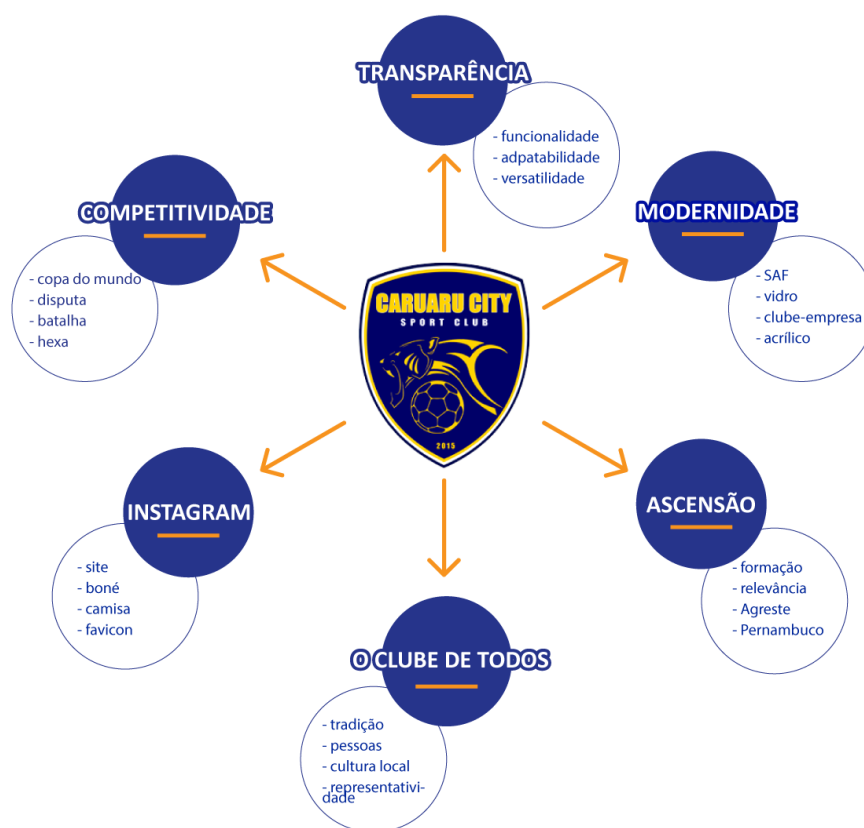 TRANSPARÊNCIA
- funcionalidade
- adpatabilidade
- versatilidade
COMPETITIVIDADE
- copa do mundo
- disputa
- batalha
- hexa
MODERNIDADE
- SAF
- vidro
- clube-empresa
- acrílico
CARUARU CITY
SPORT CLUB
2015
INSTAGRAM
- site
- boné
- camisa
- favicon
ASCENSÃO
- formação
- relevância
- Agreste
- Pernambuco
O CLUBE DE TODOS
- tradição
- pessoas
- cultura local
- representativi-
dade